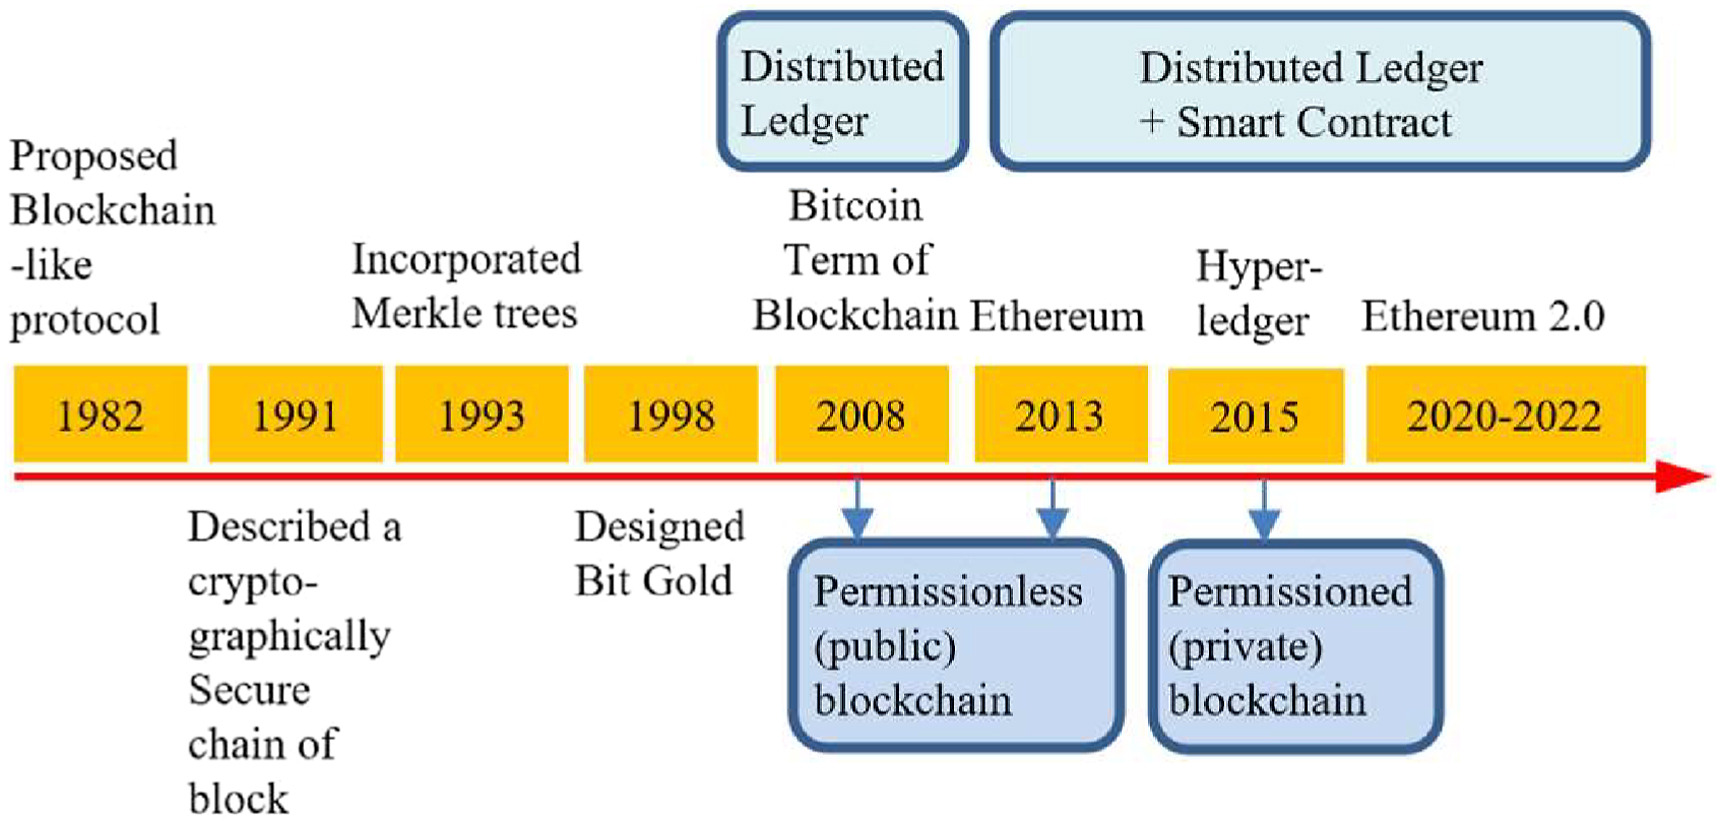 Distributed
Ledger
Distributed Ledger
+ Smart Contract
Proposed
Blockchain
-like
protocol
Incorporated
Merkle trees
Bitcoin
Term of
Blockchain
Ethereum
Hyper-
ledger
Ethereum 2.0
1982
1991
1993
1998
2008
2013
2015
2020-2022
Described a
crypto-
graphically
Secure
chain of
block
Designed
Bit Gold
Permissionless
(public)
blockchain
Permissioned
(private)
blockchain